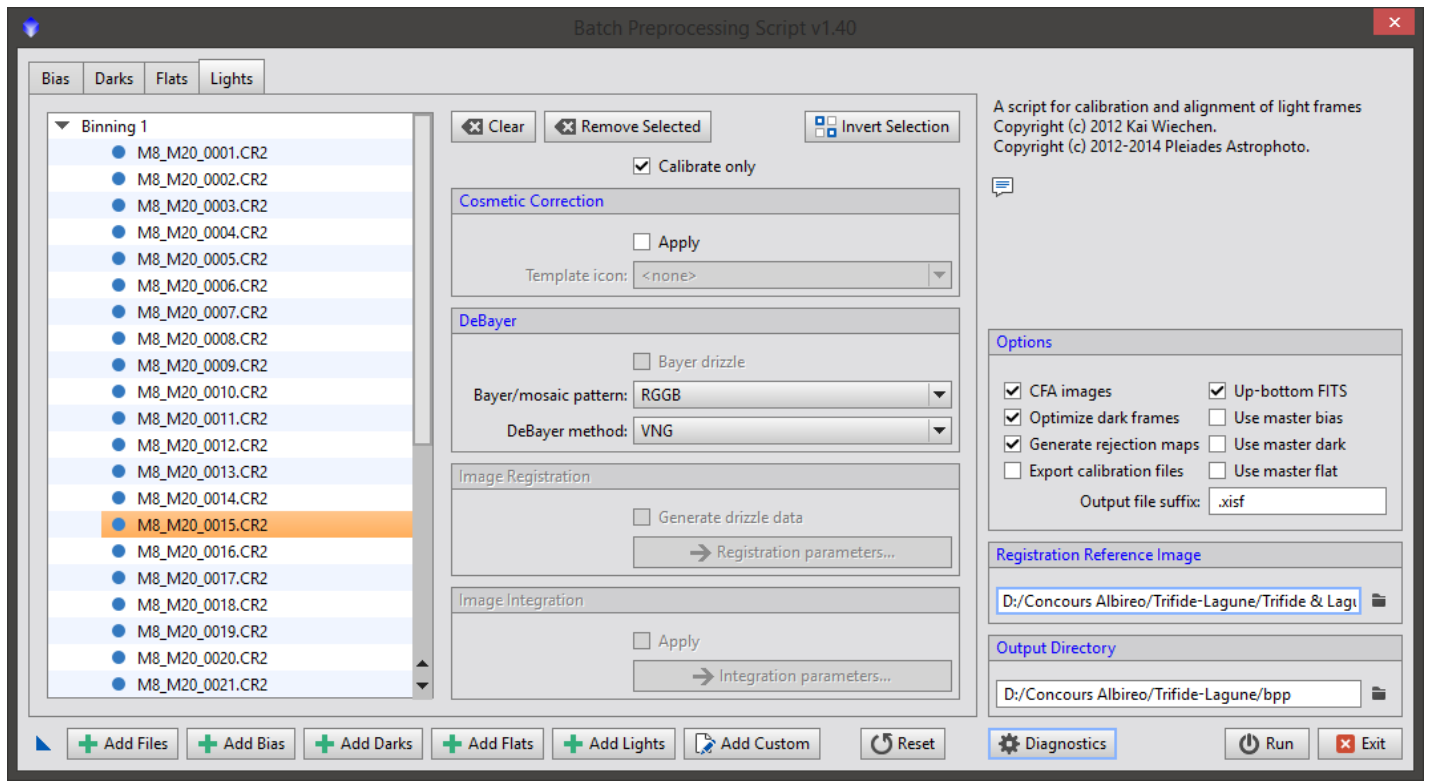 Batch Preprocessing Script v1.40
Bias Darks Flats Lights
Binning 1
M8_M20_0001.CR2
M8_M20_0002.CR2
M8_M20_0003.CR2
M8_M20_0004.CR2
M8_M20_0005.CR2
M8_M20_0006.CR2
M8_M20_0007.CR2
M8_M20_0008.CR2
M8_M20_0009.CR2
M8_M20_0010.CR2
M8_M20_0011.CR2
M8_M20_0012.CR2
M8_M20_0013.CR2
M8_M20_0014.CR2
M8_M20_0015.CR2
M8_M20_0016.CR2
M8_M20_0017.CR2
M8_M20_0018.CR2
M8_M20_0019.CR2
M8_M20_0020.CR2
M8_M20_0021.CR2
Clear Remove Selected Invert Selection
Calibrate only
Cosmetic Correction
Apply
Template icon: <none>
DeBayer
Bayer drizzle
Bayer/mosaic pattern: RGGB
DeBayer method: VNG
Image Registration
Generate drizzle data
Registration parameters...
Image Integration
Apply
Integration parameters...
A script for calibration and alignment of light frames
Copyright (c) 2012 Kai Wiechen.
Copyright (c) 2012-2014 Pleiades Astrophoto.
Options
CFA images Up-bottom FITS
Optimize dark frames Use master bias
Generate rejection maps Use master dark
Export calibration files Use master flat
Output file suffix: .xisf
Registration Reference Image
D:/Concours Albireo/Trifide-Lagune/Trifide & Lagu
Output Directory
D:/Concours Albireo/Trifide-Lagune/bpp
Add Files Add Bias Add Darks Add Flats Add Lights Add Custom Reset Diagnostics Run Exit